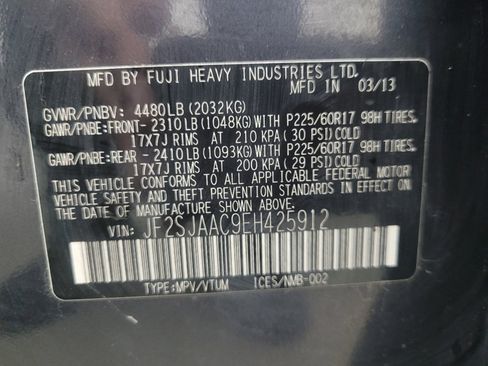 MFD BY FUJI HEAVY INDUSTRIES LTD.
MFD IN 03/13
GVWR/PNBV: 4480LB (2032KG)
GAWR/PNBE: FRONT- 2310LB (1048KG) WITH P225/60R17 98H TIRES,
17X7J RIMS AT 210 KPA ( 30 PSI) COLD
GAWR/PNBE: REAR - 2410LB (1093KG) WITH P225/60R17 98H TIRES,
17X7J RIMS AT 200 KPA ( 29 PSI) COLD
THIS VEHICLE CONFORMS TO ALL APPLICABLE FEDERAL MOTOR
VEHICLE SAFETY, BUMPER, AND THEFT PREVENTION STANDARDS
IN EFFECT ON THE DATE OF MANUFACTURE SHOWN ABOVE.
VIN: JF2SJAAC9EH425912
TYPE: MPV/VTUM ICES/NMB-002